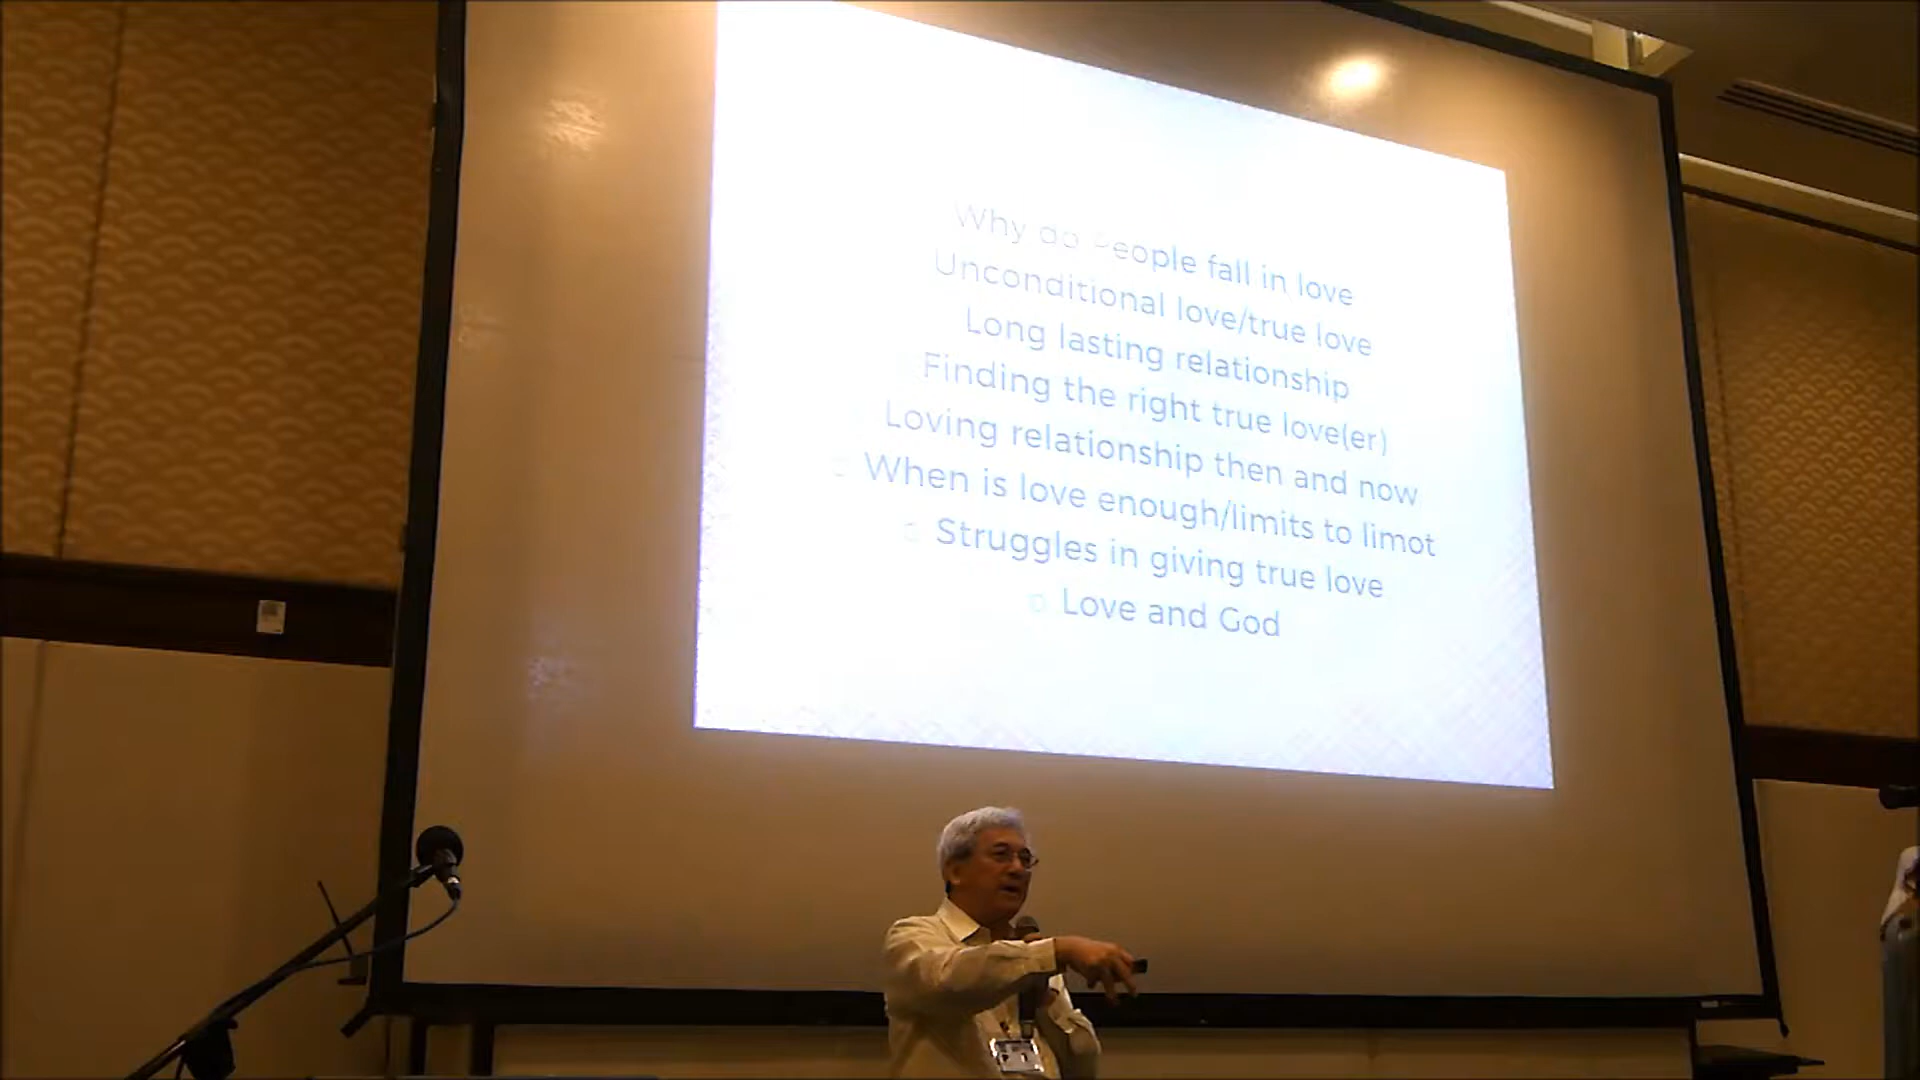 Why do People fall in love
Unconditional love/true love
Long lasting relationship
Finding the right true love(er)
Loving relationship then and now
When is love enough/limits to limot
Struggles in giving true love
Love and God